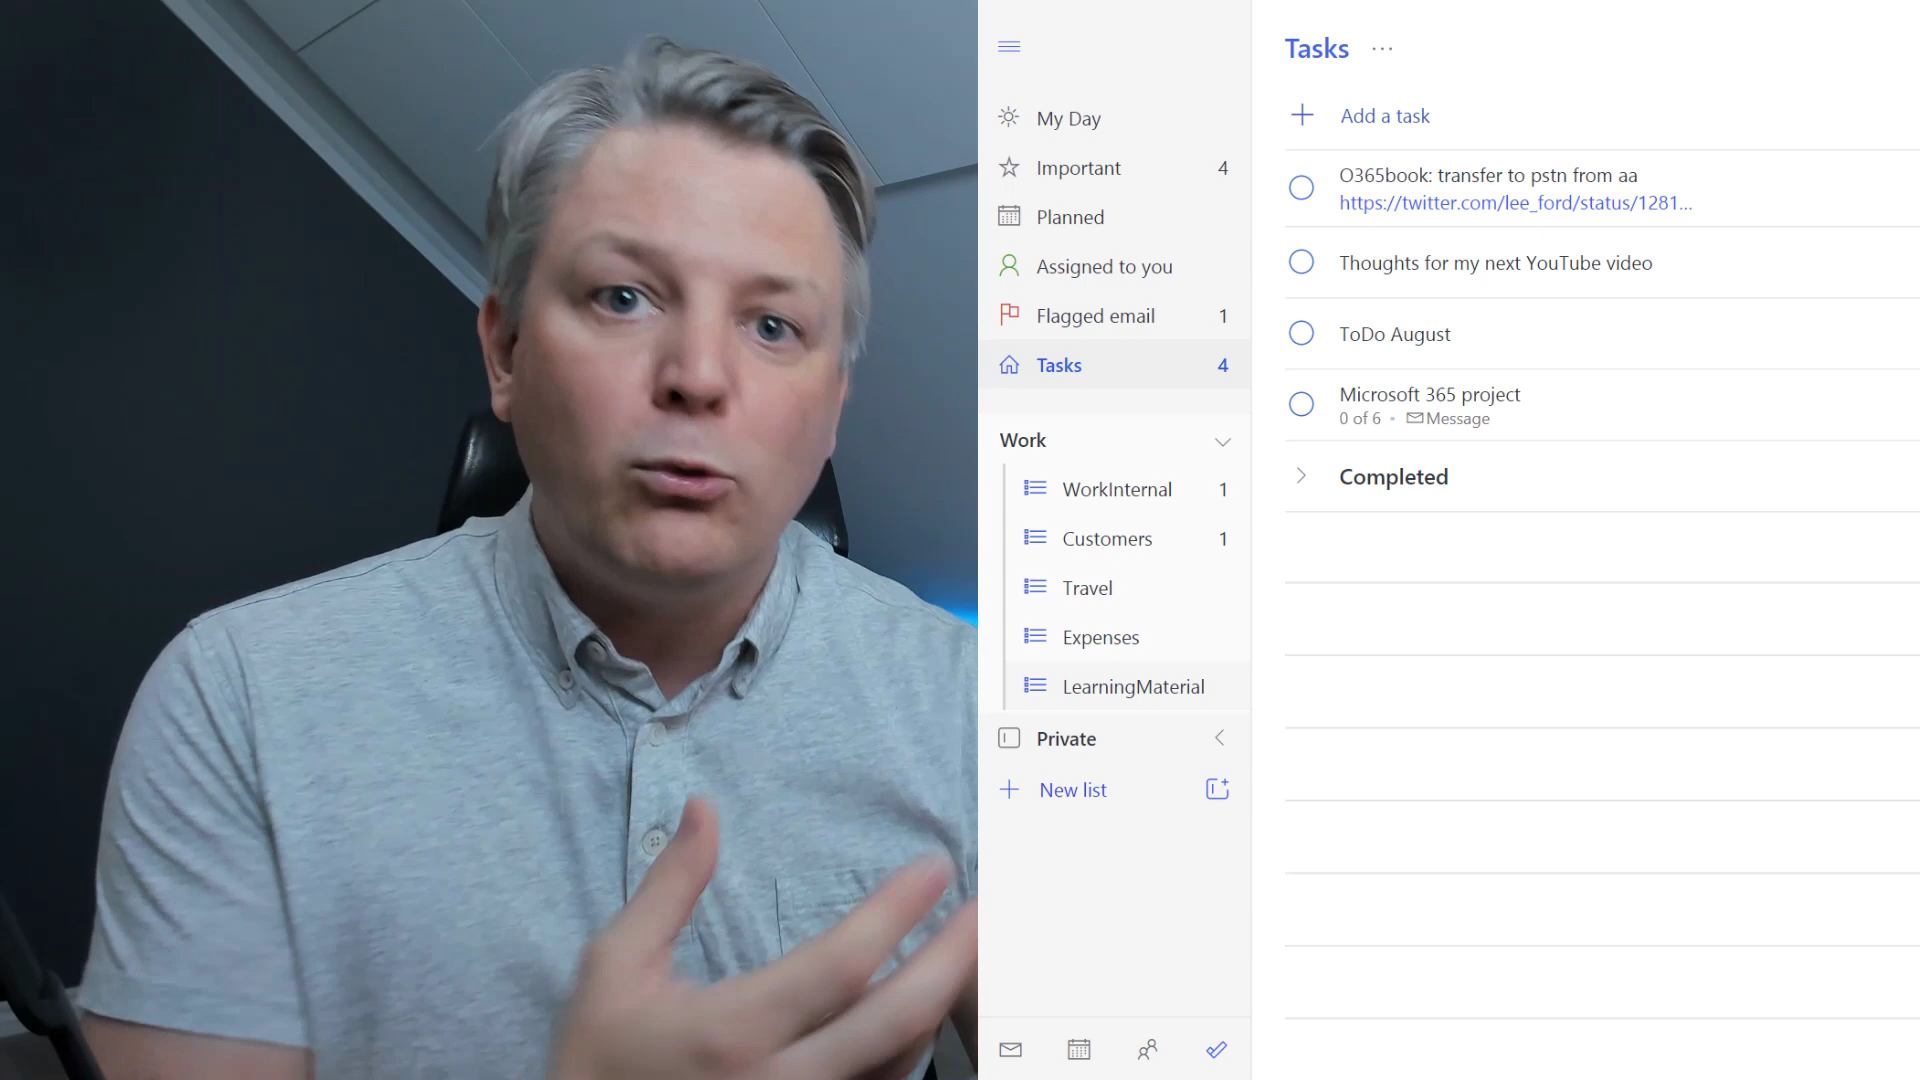 My Day
Important 4
Planned
Assigned to you
Flagged email 1
Tasks 4
Work
WorkInternal 1
Customers 1
Travel
Expenses
LearningMaterial
Private
New list
Tasks ...
Add a task
O365book: transfer to pstn from aa
https://twitter.com/lee_ford/status/1281...
Thoughts for my next YouTube video
ToDo August
Microsoft 365 project
0 of 6 • Message
Completed